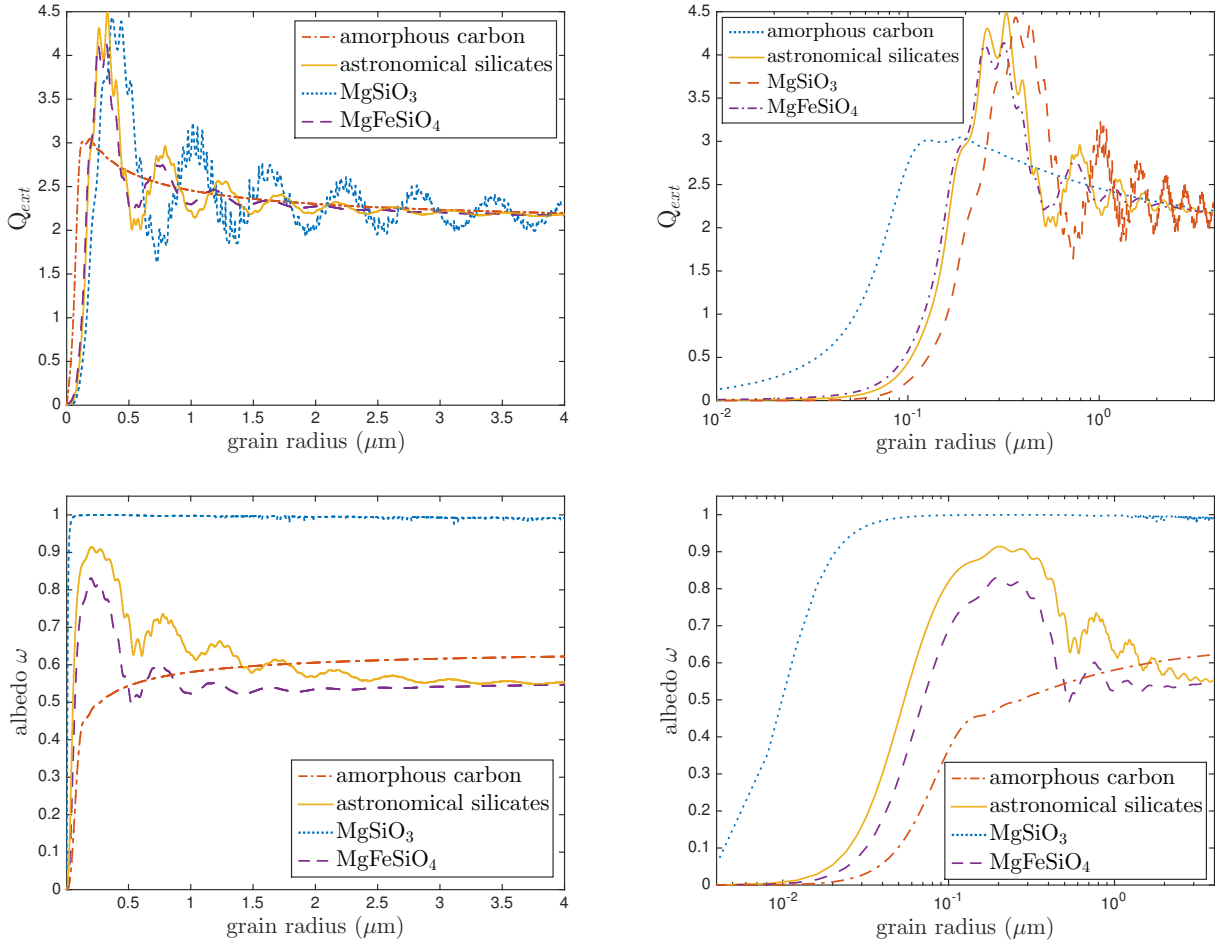 4.5
4
3.5
3
2.5
2
1.5
1
0.5
0
Q_ext
amorphous carbon
astronomical silicates
MgSiO₃
MgFeSiO₄
0 0.5 1 1.5 2 2.5 3 3.5 4
grain radius (μm)
4.5
4
3.5
3
2.5
2
1.5
1
0.5
0
Q_ext
amorphous carbon
astronomical silicates
MgSiO₃
MgFeSiO₄
10⁻² 10⁻¹ 10⁰
grain radius (μm)
1
0.9
0.8
0.7
0.6
0.5
0.4
0.3
0.2
0.1
0
albedo ω
amorphous carbon
astronomical silicates
MgSiO₃
MgFeSiO₄
0.5 1 1.5 2 2.5 3 3.5 4
grain radius (μm)
1
0.9
0.8
0.7
0.6
0.5
0.4
0.3
0.2
0.1
0
albedo ω
amorphous carbon
astronomical silicates
MgSiO₃
MgFeSiO₄
10⁻² 10⁻¹ 10⁰
grain radius (μm)